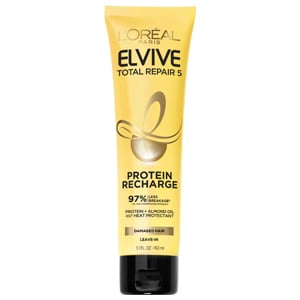 L'ORÉAL
PARIS
ELVIVE
TOTAL REPAIR 5
PROTEIN
RECHARGE
97% LESS
BREAKAGE*
PROTEIN + ALMOND OIL
450° HEAT PROTECTANT
DAMAGED HAIR
LEAVE-IN
5.1 FL OZ - 150 mL